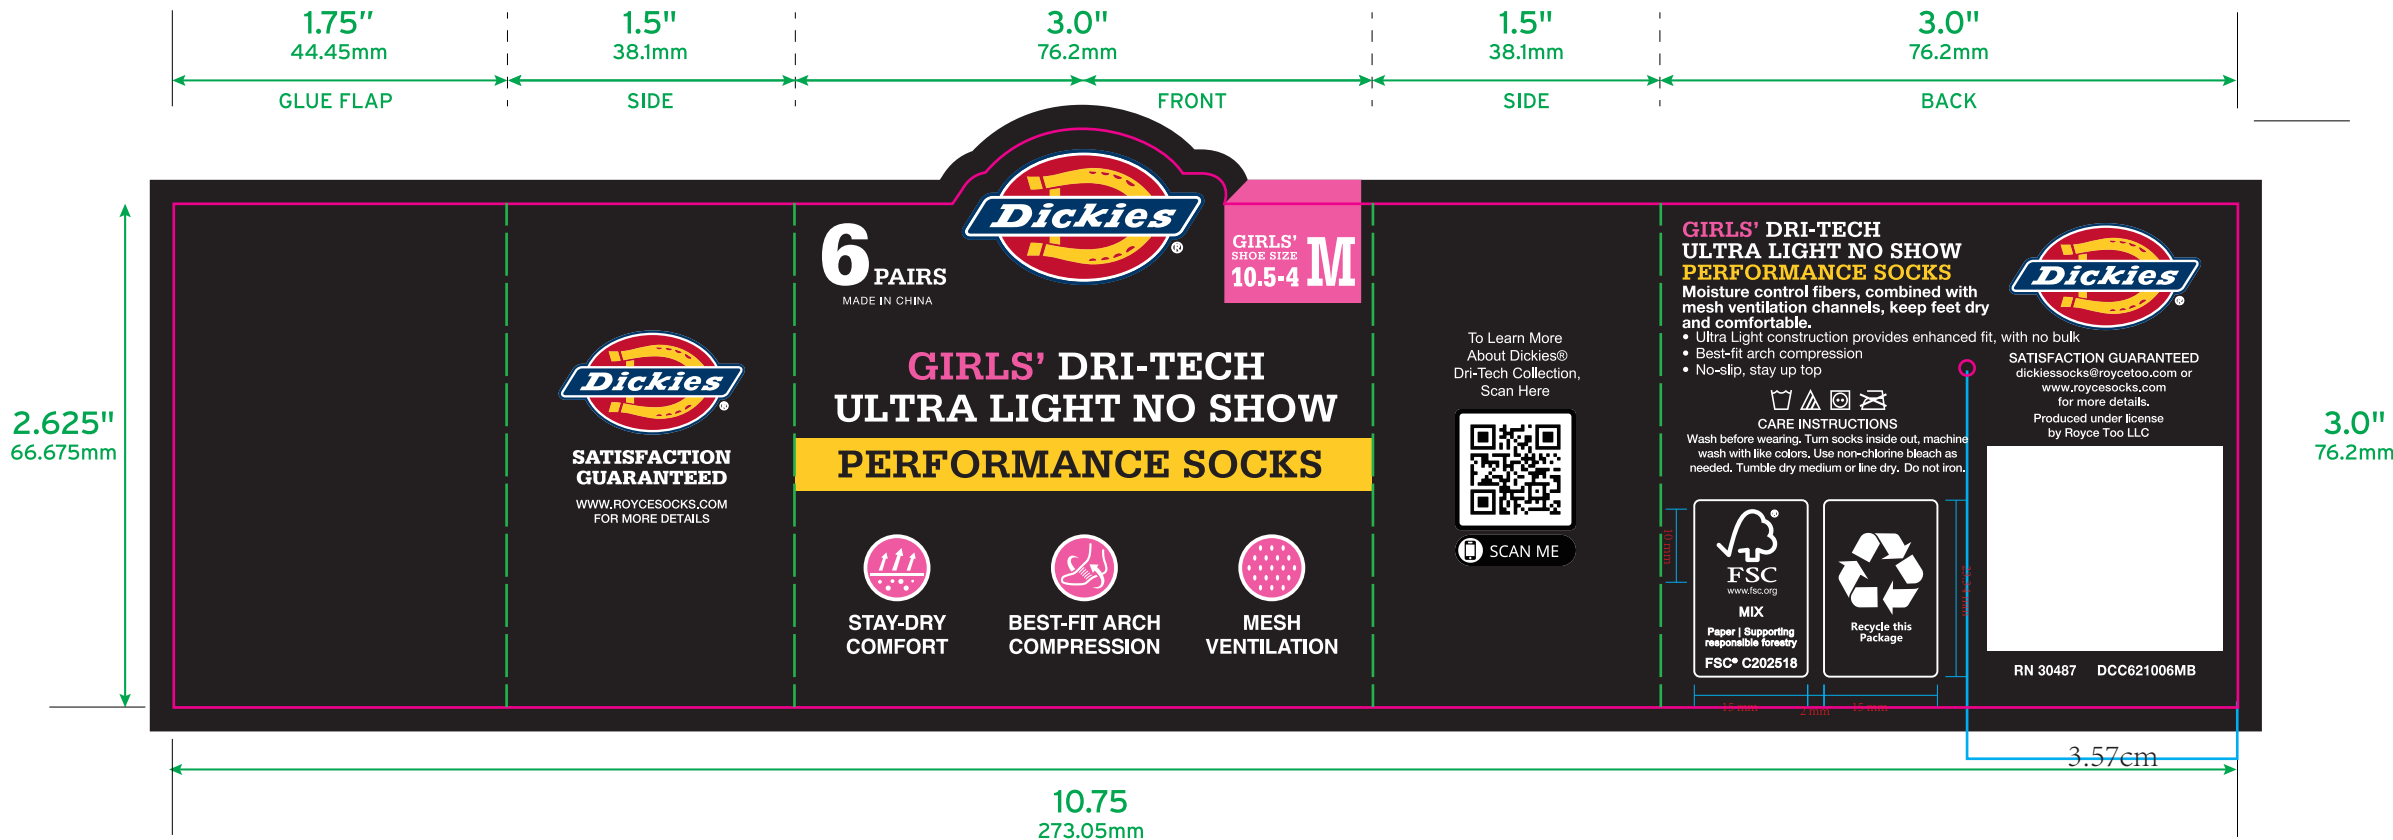 1.75"
44.45mm
GLUE FLAP
1.5"
38.1mm
SIDE
3.0"
76.2mm
FRONT
1.5"
38.1mm
SIDE
3.0"
76.2mm
BACK
2.625"
66.675mm
Dickies®
SATISFACTION
GUARANTEED
WWW.ROYCESOCKS.COM
FOR MORE DETAILS
6 PAIRS
MADE IN CHINA
Dickies®
GIRLS'
SHOE SIZE
10.5-4
M
GIRLS' DRI-TECH
ULTRA LIGHT NO SHOW
PERFORMANCE SOCKS
STAY-DRY
COMFORT
BEST-FIT ARCH
COMPRESSION
MESH
VENTILATION
To Learn More
About Dickies®
Dri-Tech Collection,
Scan Here
SCAN ME
GIRLS' DRI-TECH
ULTRA LIGHT NO SHOW
PERFORMANCE SOCKS
Moisture control fibers, combined with
mesh ventilation channels, keep feet dry
and comfortable.
• Ultra Light construction provides enhanced fit, with no bulk
• Best-fit arch compression
• No-slip, stay up top
CARE INSTRUCTIONS
Wash before wearing. Turn socks inside out, machine
wash with like colors. Use non-chlorine bleach as
needed. Tumble dry medium or line dry. Do not iron.
10 mm
®
FSC
www.fsc.org
MIX
Paper | Supporting
responsible forestry
FSC® C202518
Recycle this
Package
15 mm
2 mm
15 mm
Dickies®
SATISFACTION GUARANTEED
dickiessocks@roycetoo.com or
www.roycesocks.com
for more details.
Produced under license
by Royce Too LLC
RN 30487 DCC621006MB
3.57cm
3.0"
76.2mm
10.75
273.05mm